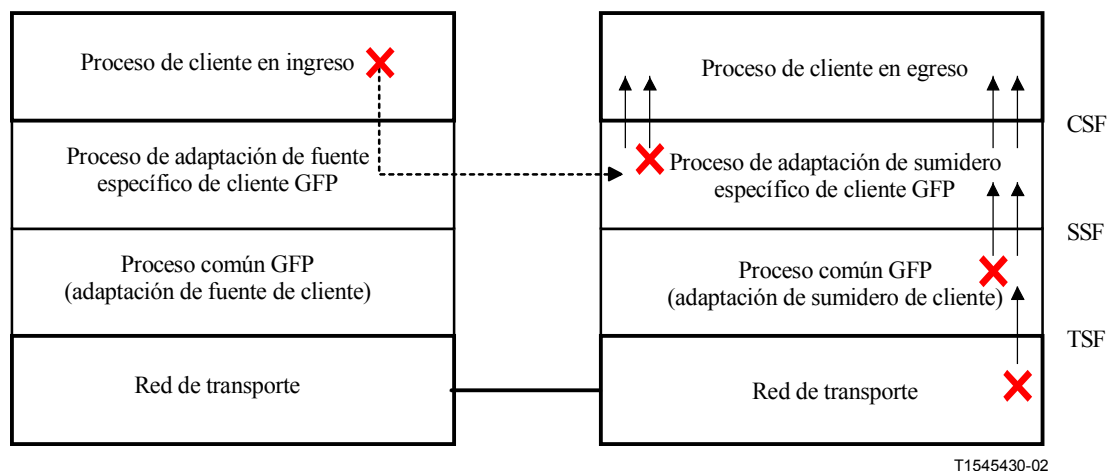 Proceso de cliente en ingreso
Proceso de adaptación de fuente
específico de cliente GFP
Proceso común GFP
(adaptación de fuente de cliente)
Red de transporte
Proceso de cliente en egreso
Proceso de adaptación de sumidero
específico de cliente GFP
Proceso común GFP
(adaptación de sumidero de cliente)
Red de transporte
CSF
SSF
TSF
T1545430-02